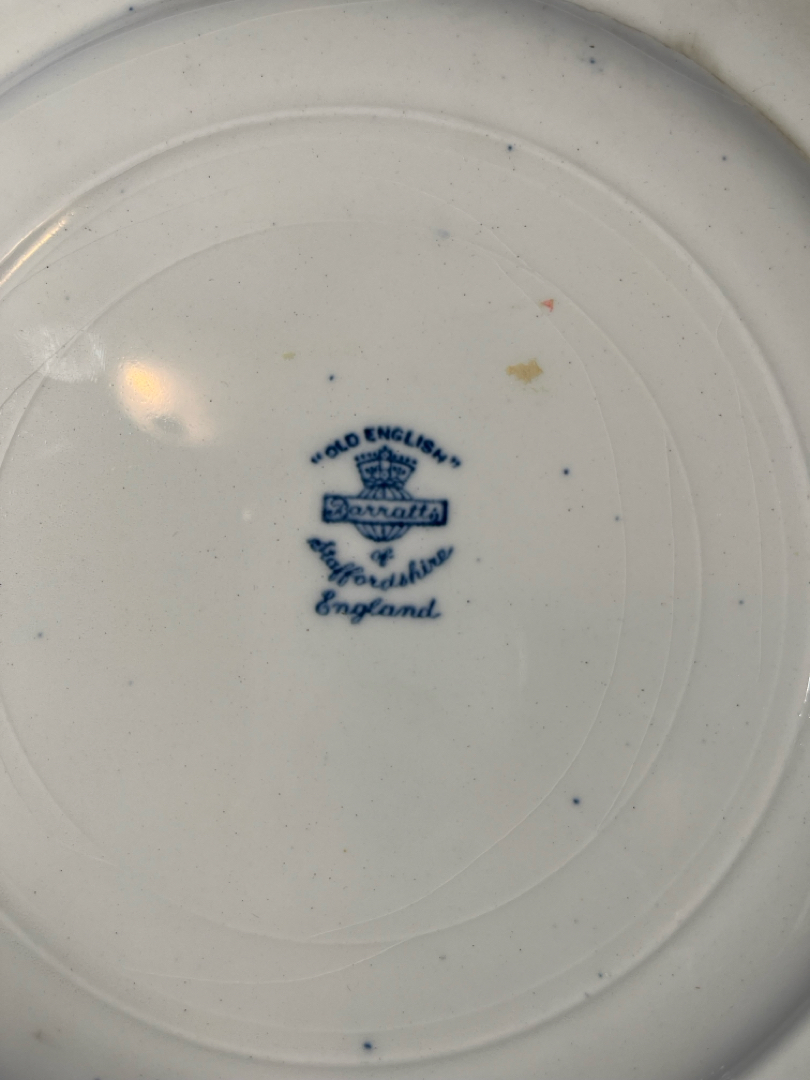 "OLD ENGLISH"
Barratts
of
Staffordshire
England